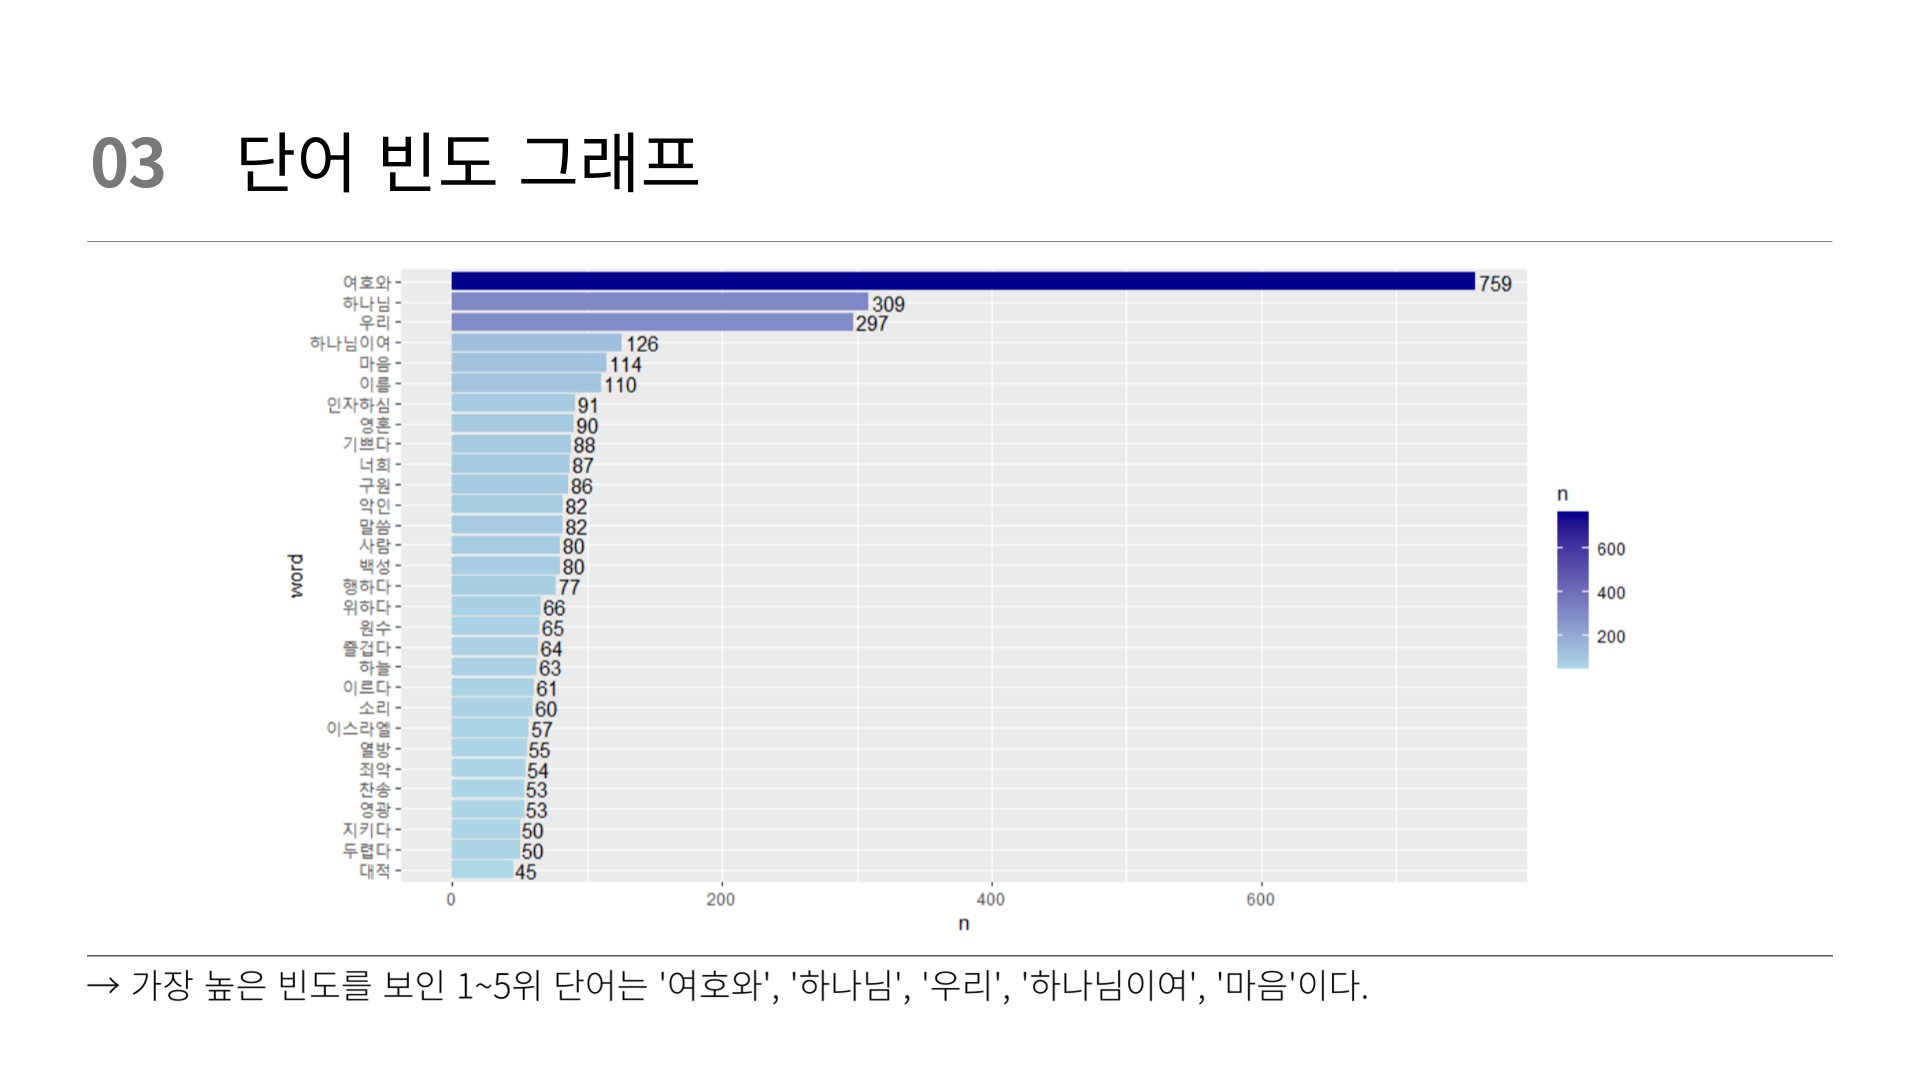 03 단어 빈도 그래프
여호와 759
하나님 309
우리 297
하나님이여 126
마음 114
이름 110
인자하심 91
영혼 90
기쁘다 88
너희 87
구원 86
악인 82
말씀 82
사람 80
백성 80
행하다 77
위하다 66
원수 65
즐겁다 64
하늘 63
이르다 61
소리 60
이스라엘 57
열방 55
죄악 54
찬송 53
영광 53
지키다 50
두렵다 50
대적 45
word
0 200 400 600
n
n
600
400
200
→ 가장 높은 빈도를 보인 1~5위 단어는 '여호와', '하나님', '우리', '하나님이여', '마음'이다.